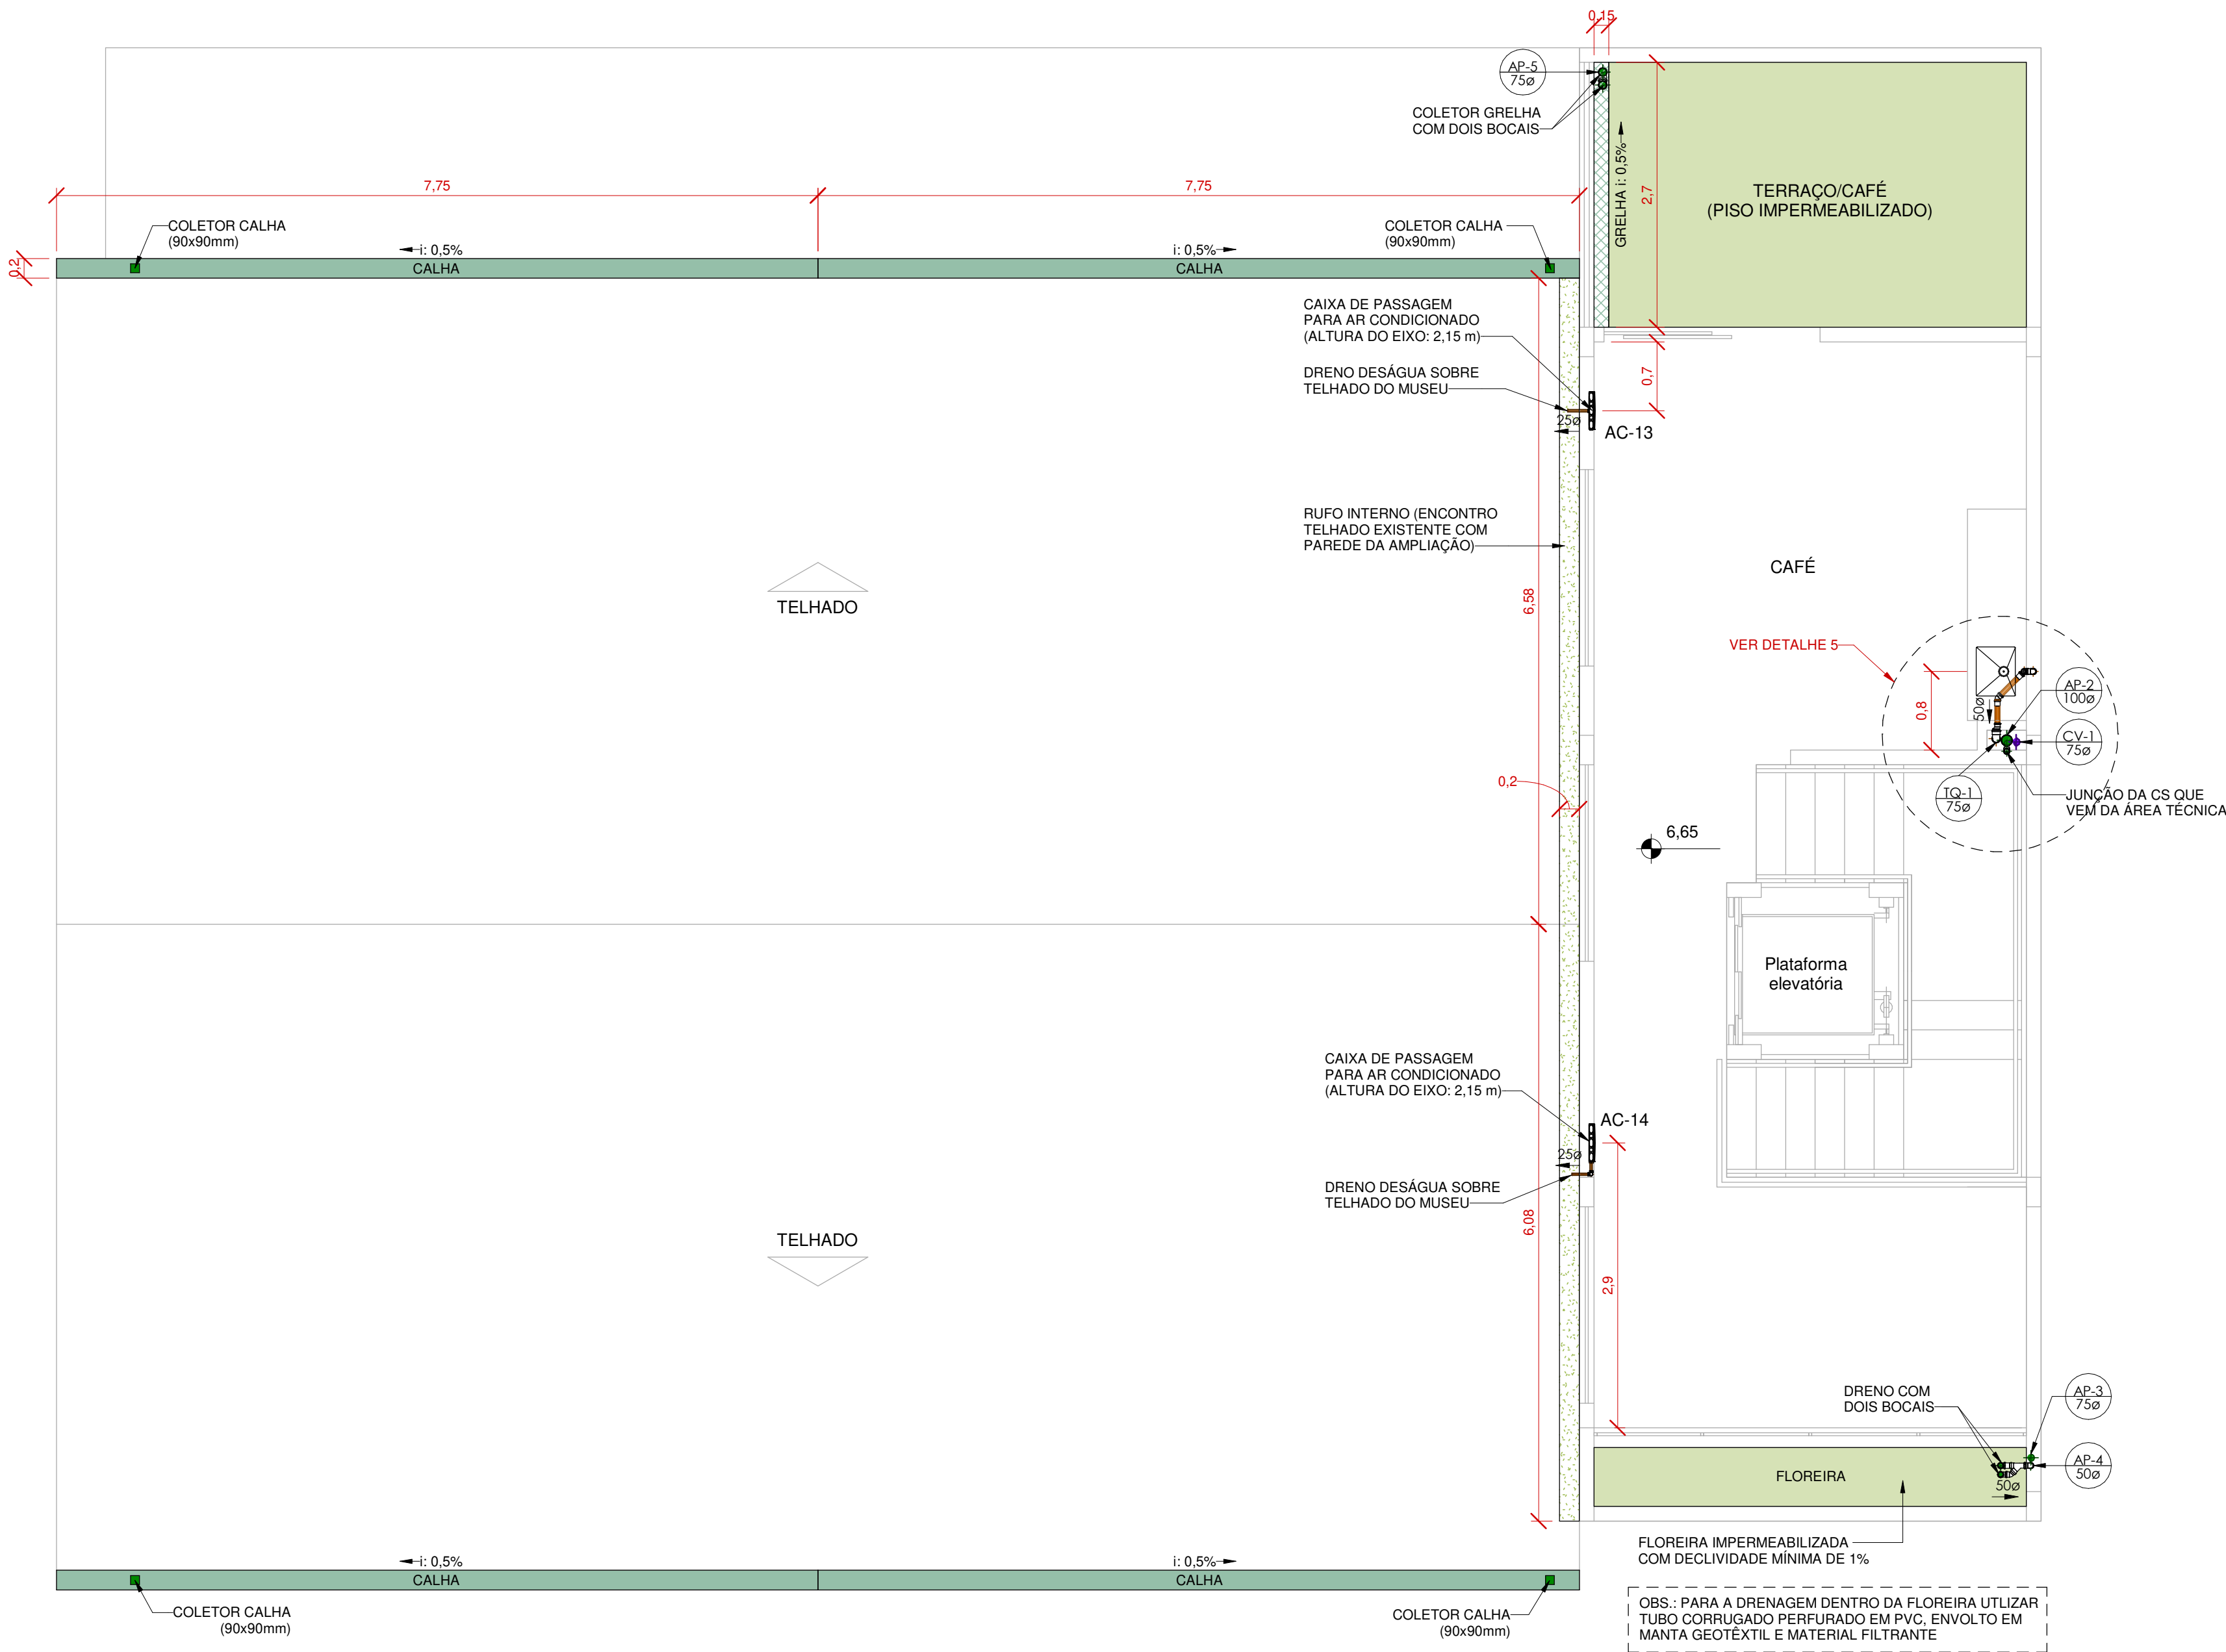 0,15
AP-5
75ø
COLETOR GRELHA
COM DOIS BOCAIS
GRELHA i: 0,5%
2,7
TERRAÇO/CAFÉ
(PISO IMPERMEABILIZADO)
7,75
7,75
COLETOR CALHA
(90x90mm)
COLETOR CALHA
(90x90mm)
i: 0,5%
i: 0,5%
0,2
CALHA
CALHA
CAIXA DE PASSAGEM
PARA AR CONDICIONADO
(ALTURA DO EIXO: 2,15 m)
DRENO DESÁGUA SOBRE
TELHADO DO MUSEU
0,7
25ø
AC-13
RUFO INTERNO (ENCONTRO
TELHADO EXISTENTE COM
PAREDE DA AMPLIAÇÃO)
CAFÉ
TELHADO
6,58
VER DETALHE 5
AP-2
100ø
50ø
0,8
CV-1
75ø
0,2
TQ-1
75ø
JUNÇÃO DA CS QUE
VEM DA ÁREA TÉCNICA
6,65
Plataforma
elevatória
CAIXA DE PASSAGEM
PARA AR CONDICIONADO
(ALTURA DO EIXO: 2,15 m)
AC-14
25ø
DRENO DESÁGUA SOBRE
TELHADO DO MUSEU
6,08
TELHADO
2,9
DRENO COM
DOIS BOCAIS
AP-3
75ø
AP-4
50ø
FLOREIRA
50ø
FLOREIRA IMPERMEABILIZADA
COM DECLIVIDADE MÍNIMA DE 1%
i: 0,5%
i: 0,5%
CALHA
CALHA
COLETOR CALHA
(90x90mm)
COLETOR CALHA
(90x90mm)
OBS.: PARA A DRENAGEM DENTRO DA FLOREIRA UTLIZAR
TUBO CORRUGADO PERFURADO EM PVC, ENVOLTO EM
MANTA GEOTÊXTIL E MATERIAL FILTRANTE